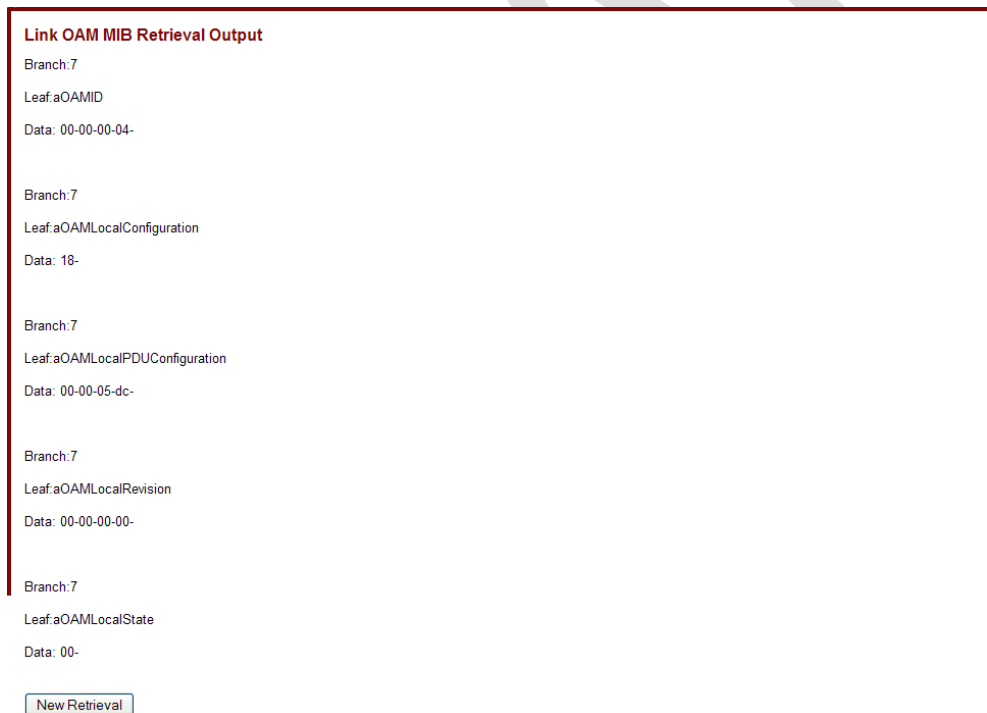 Link OAM MIB Retrieval Output
Branch:7
Leaf:aOAMID
Data: 00-00-00-04-
Branch:7
Leaf:aOAMLocalConfiguration
Data: 18-
Branch:7
Leaf:aOAMLocalPDUConfiguration
Data: 00-00-05-dc-
Branch:7
Leaf:aOAMLocalRevision
Data: 00-00-00-00-
Branch:7
Leaf:aOAMLocalState
Data: 00-
New Retrieval